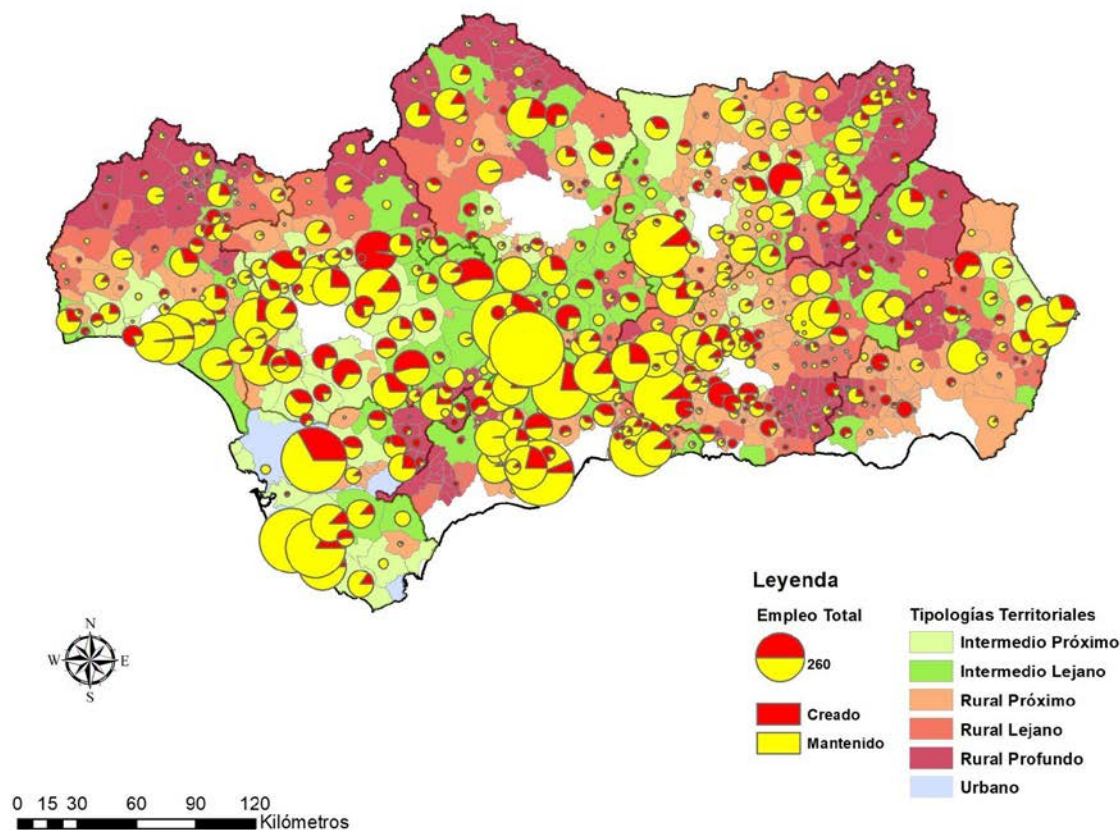 N
W E
S
Leyenda
Empleo Total
260
Creado
Mantenido
Tipologías Territoriales
Intermedio Próximo
Intermedio Lejano
Rural Próximo
Rural Lejano
Rural Profundo
Urbano
0 15 30 60 90 120
Kilómetros